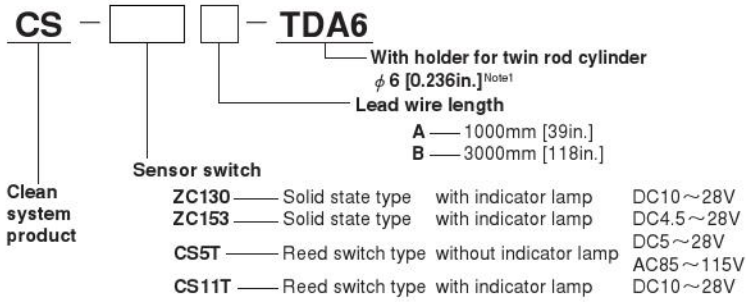 CS － － TDA6
With holder for twin rod cylinder
φ 6 [0.236in.]Note1
Lead wire length
A — 1000mm [39in.]
B — 3000mm [118in.]
Sensor switch
Clean
system
product
ZC130 — Solid state type with indicator lamp DC10～28V
ZC153 — Solid state type with indicator lamp DC4.5～28V
CS5T — Reed switch type without indicator lamp DC5～28V
AC85～115V
CS11T — Reed switch type with indicator lamp DC10～28V